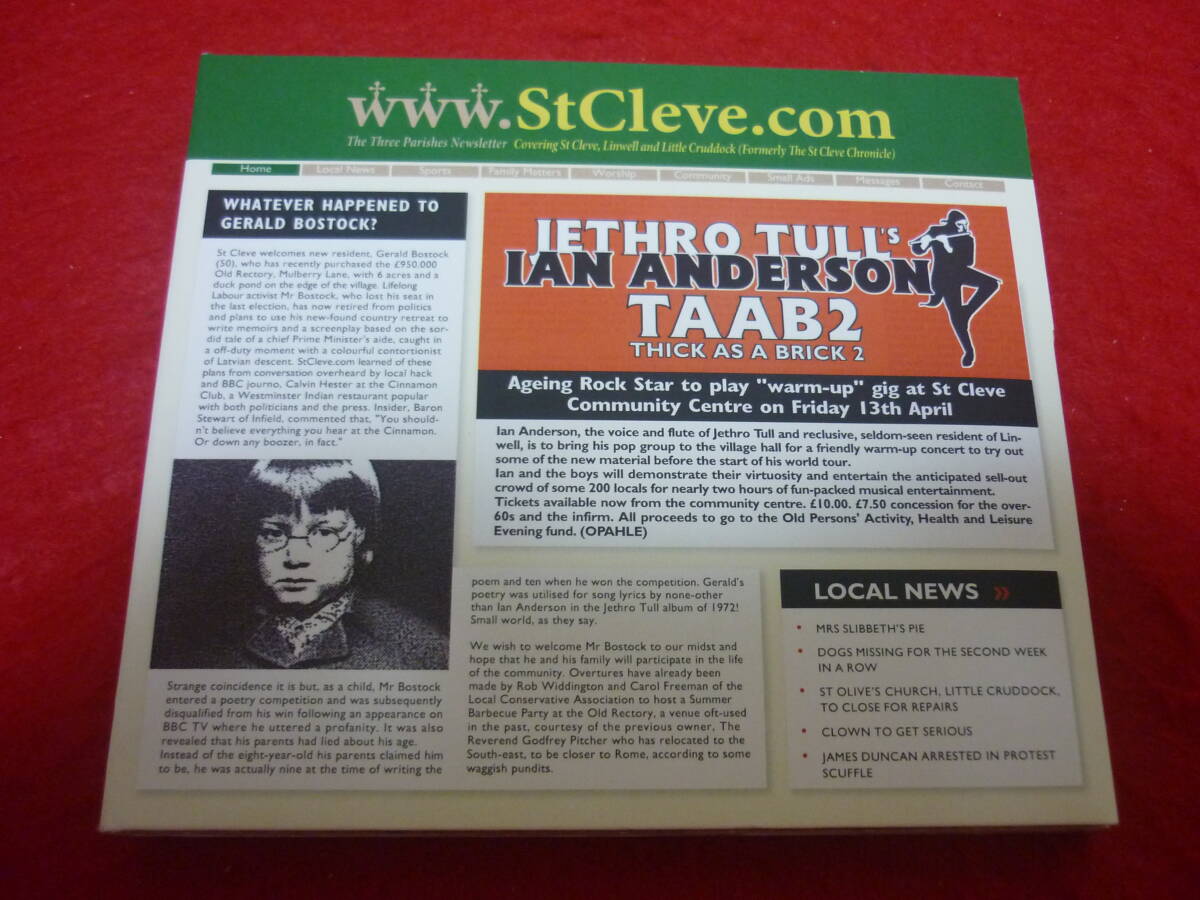 www.StCleve.com
The Three Parishes Newsletter Covering St Cleve, Linwell and Little Cruddock (Formerly The St Cleve Chronicle)
Home Local News Sports Family Matters Worship Community Small Ads Messages Contact
WHATEVER HAPPENED TO
GERALD BOSTOCK?
St Cleve welcomes new resident, Gerald Bostock
(50), who has recently purchased the £950,000
Old Rectory, Mulberry Lane, with 6 acres and a
duck pond on the edge of the village. Lifelong
Labour activist Mr Bostock, who lost his seat in
the last election, has now retired from politics
and plans to use his new-found country retreat to
write memoirs and a screenplay based on the sor-
did tale of a chief Prime Minister's aide, caught in
a off-duty moment with a colourful contortionist
of Latvian descent. StCleve.com learned of these
plans from conversation overheard by local hack
and BBC journo, Calvin Hester at the Cinnamon
Club, a Westminster Indian restaurant popular
with both politicians and the press. Insider, Baron
Stewart of Infield, commented that, "You should-
n't believe everything you hear at the Cinnamon.
Or down any boozer, in fact."
Strange coincidence it is but, as a child, Mr Bostock
entered a poetry competition and was subsequently
disqualified from his win following an appearance on
BBC TV where he uttered a profanity. It was also
revealed that his parents had lied about his age.
Instead of the eight-year-old his parents claimed him
to be, he was actually nine at the time of writing the
poem and ten when he won the competition. Gerald's
poetry was utilised for song lyrics by none-other
than Ian Anderson in the Jethro Tull album of 1972!
Small world, as they say.
We wish to welcome Mr Bostock to our midst and
hope that he and his family will participate in the life
of the community. Overtures have already been
made by Rob Widdington and Carol Freeman of the
Local Conservative Association to host a Summer
Barbecue Party at the Old Rectory, a venue oft-used
in the past, courtesy of the previous owner, The
Reverend Godfrey Pitcher who has relocated to the
South-east, to be closer to Rome, according to some
waggish pundits.
JETHRO TULL's
IAN ANDERSON
TAAB2
THICK AS A BRICK 2
Ageing Rock Star to play "warm-up" gig at St Cleve
Community Centre on Friday 13th April
Ian Anderson, the voice and flute of Jethro Tull and reclusive, seldom-seen resident of Lin-
well, is to bring his pop group to the village hall for a friendly warm-up concert to try out
some of the new material before the start of his world tour.
Ian and the boys will demonstrate their virtuosity and entertain the anticipated sell-out
crowd of some 200 locals for nearly two hours of fun-packed musical entertainment.
Tickets available now from the community centre. £10.00. £7.50 concession for the over-
60s and the infirm. All proceeds to go to the Old Persons' Activity, Health and Leisure
Evening fund. (OPAHLE)
LOCAL NEWS »
• MRS SLIBBETH'S PIE
• DOGS MISSING FOR THE SECOND WEEK
IN A ROW
• ST OLIVE'S CHURCH, LITTLE CRUDDOCK,
TO CLOSE FOR REPAIRS
• CLOWN TO GET SERIOUS
• JAMES DUNCAN ARRESTED IN PROTEST
SCUFFLE